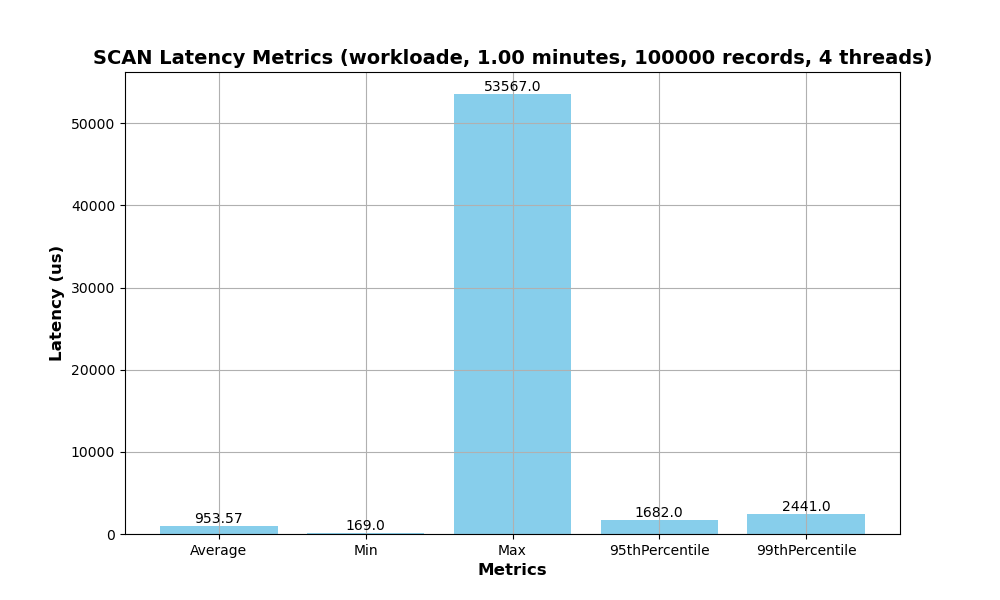 SCAN Latency Metrics (workloade, 1.00 minutes, 100000 records, 4 threads)
53567.0
50000
40000
Latency (us)
30000
20000
10000
2441.0
1682.0
953.57
169.0
0
Average Min Max 95thPercentile 99thPercentile
Metrics